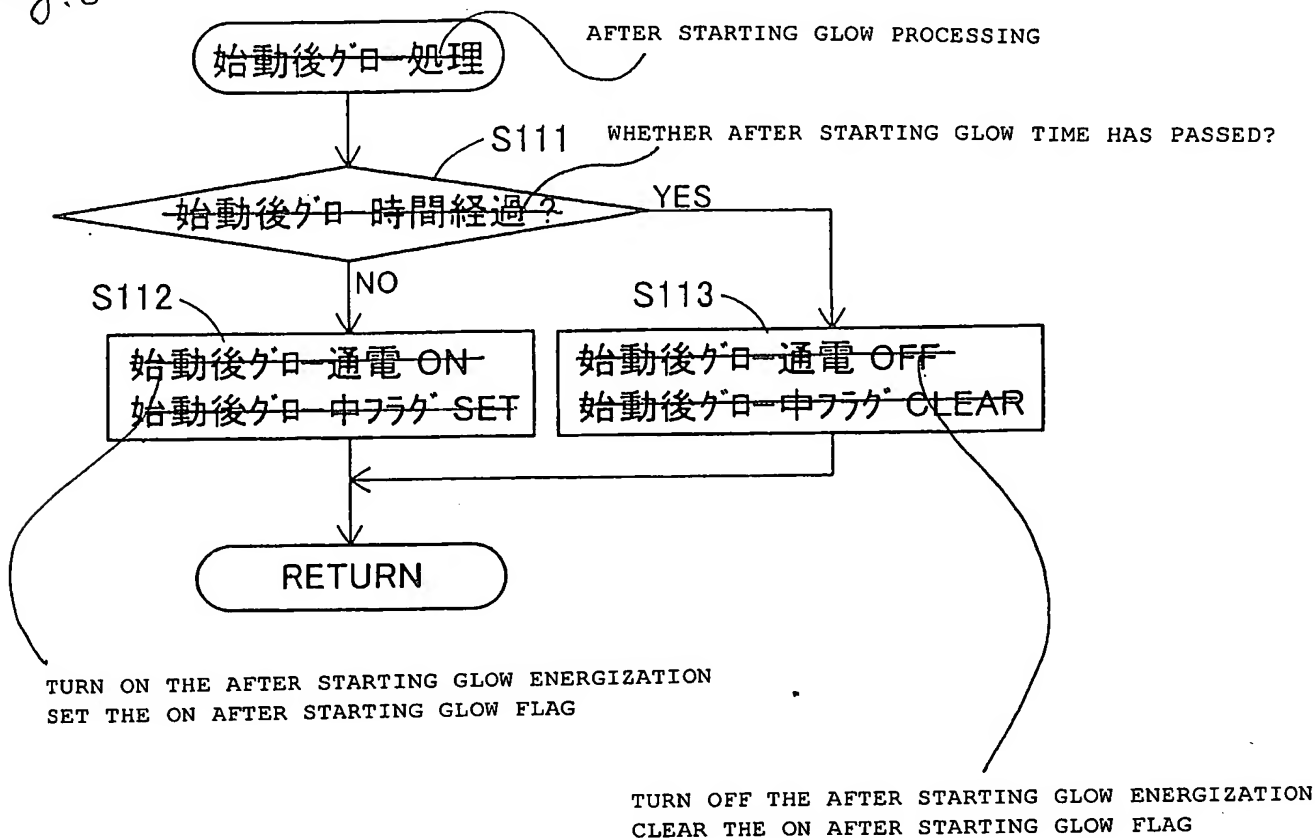 始動後グロー処理
AFTER STARTING GLOW PROCESSING
S111
WHETHER AFTER STARTING GLOW TIME HAS PASSED?
始動後グロー時間経過?
YES
NO
S112
S113
始動後グロー通電 ON
始動後グロー中フラグ SET
始動後グロー通電 OFF
始動後グロー中フラグ CLEAR
RETURN
TURN ON THE AFTER STARTING GLOW ENERGIZATION
SET THE ON AFTER STARTING GLOW FLAG
TURN OFF THE AFTER STARTING GLOW ENERGIZATION
CLEAR THE ON AFTER STARTING GLOW FLAG